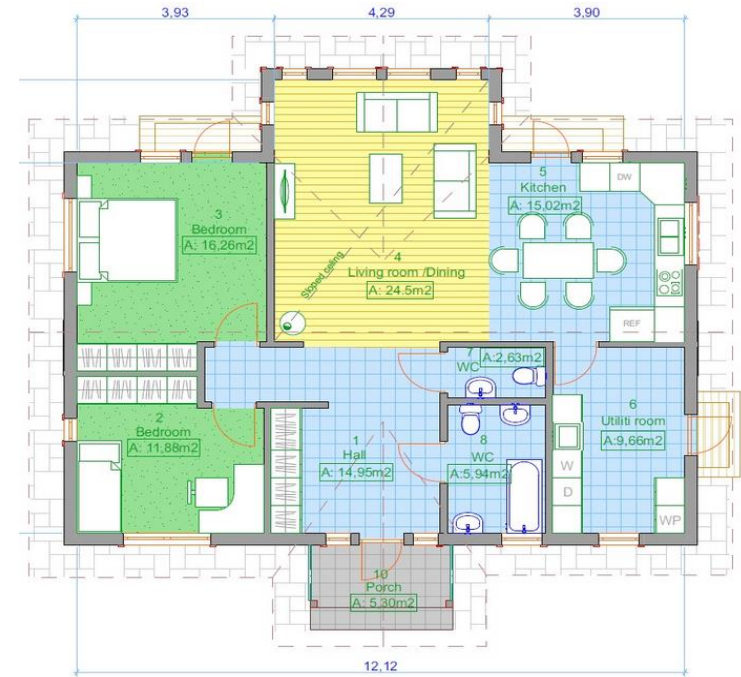 3,93
4,29
3,90
5
Kitchen
A: 15,02m2
DW
3
Bedroom
A: 16,26m2
4
Living room /Dining
A: 24.5m2
Sloped ceiling
REF
7
WC
A:2,63m2
2
Bedroom
A: 11,88m2
1
Hall
A: 14,95m2
8
WC
A:5,94m2
6
Utiliti room
A:9,66m2
W
D
WP
10
Porch
A: 5,30m2
12,12